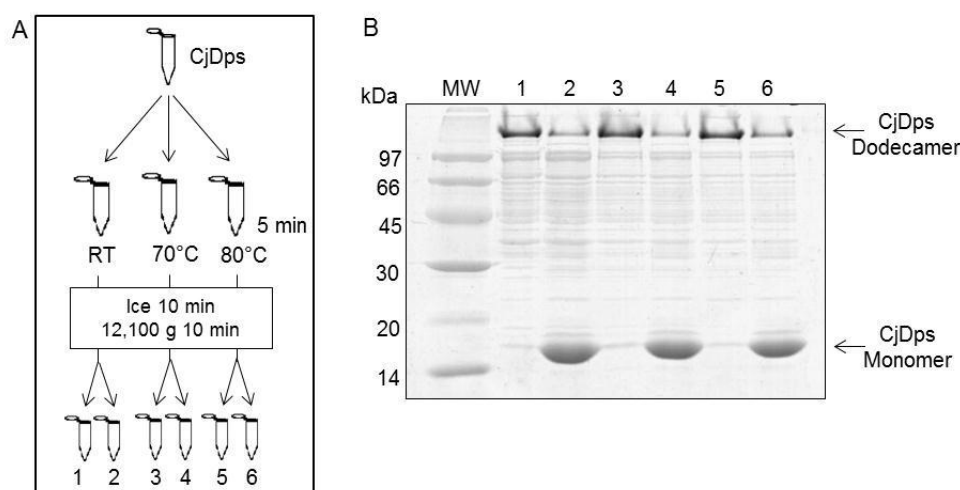 A
CjDps
5 min
RT 70°C 80°C
Ice 10 min
12,100 g 10 min
1 2 3 4 5 6
B
kDa MW 1 2 3 4 5 6
CjDps
Dodecamer
97
66
45
30
20
14
CjDps
Monomer